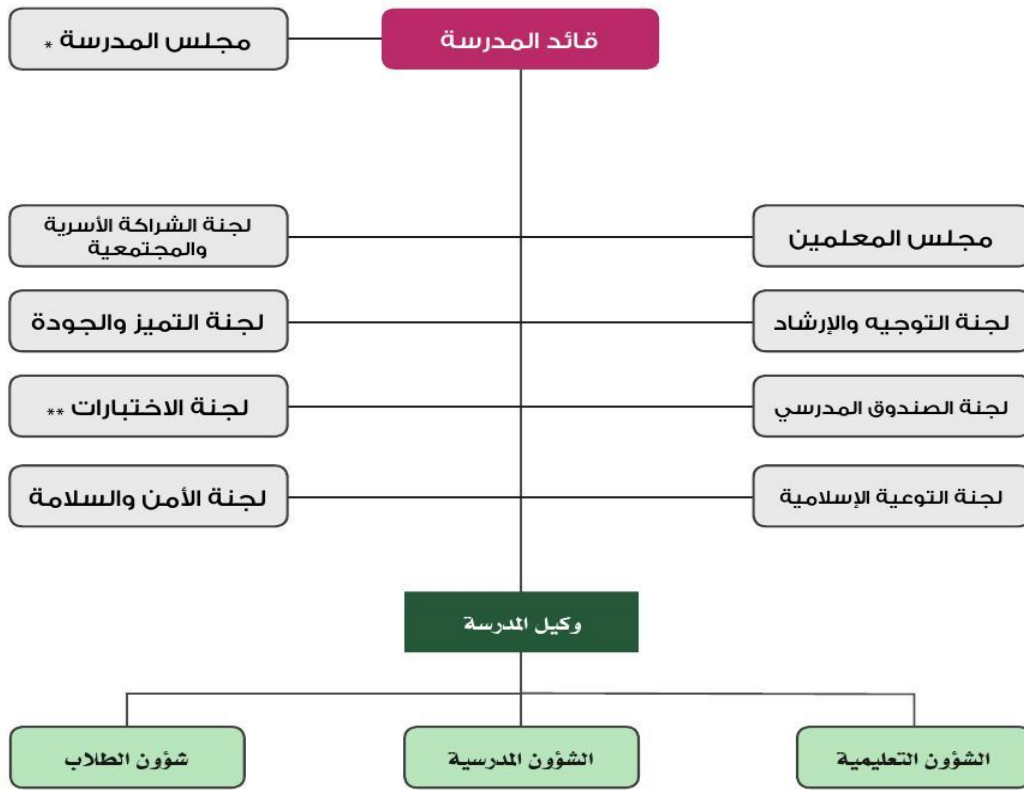 قائد المدرسة
مجلس المدرسة *
مجلس المعلمين
لجنة الشراكة الأسرية
والمجتمعية
لجنة التوجيه والإرشاد
لجنة التميز والجودة
لجنة الصندوق المدرسي
لجنة الاختبارات **
لجنة التوعية الإسلامية
لجنة الأمن والسلامة
وكيل المدرسة
الشؤون التعليمية
الشؤون المدرسية
شؤون الطلاب